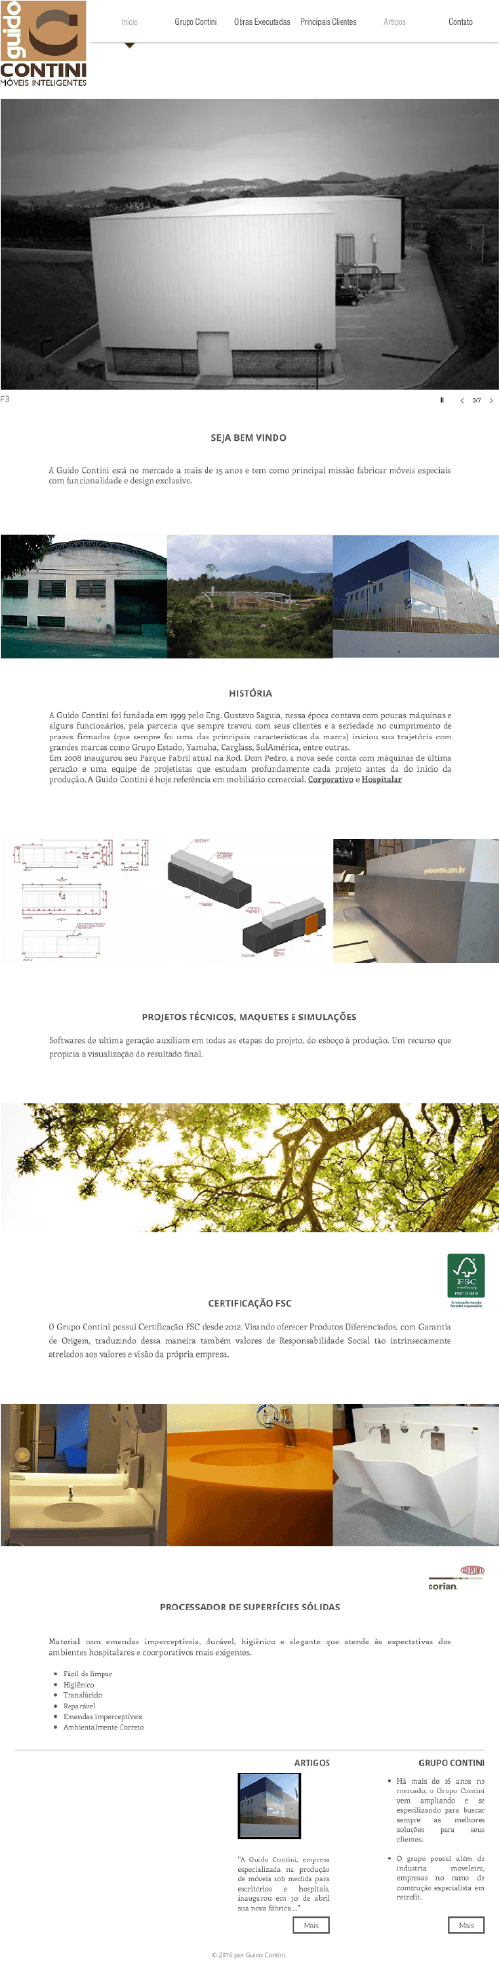 guido
CONTINI
MÓVEIS INTELIGENTES
Início Grupo Contini Obras Executadas Principais Clientes Artigos Contato
F3
3/7
SEJA BEM VINDO
A Guido Contini está no mercado a mais de 15 anos e tem como principal missão fabricar móveis especiais
com funcionalidade e design exclusivo.
HISTÓRIA
A Guido Contini foi fundada em 1999 pelo Eng. Gustavo Saguia, nessa época contava com poucas máquinas e
alguns funcionários, pela parceria que sempre travou com seus clientes e a seriedade no cumprimento de
prazos firmados (que sempre foi uma das principais características da marca) iniciou sua trajetória com
grandes marcas como Grupo Estado, Yamaha, Carglass, SulAmérica, entre outras.
Em 2008 inaugurou seu Parque Fabril atual na Rod. Dom Pedro, a nova sede conta com máquinas de última
geração e uma equipe de projetistas que estudam profundamente cada projeto antes da do início da
produção. A Guido Contini é hoje referência em mobiliário comercial, Corporativo e Hospitalar
guidocontini.com.br
PROJETOS TÉCNICOS, MAQUETES E SIMULAÇÕES
Softwares de ultima geração auxiliam em todas as etapas do projeto, do esboço à produção. Um recurso que
propicia a visualização do resultado final.
FSC
CERTIFICAÇÃO FSC
O Grupo Contini possui Certificação FSC desde 2012. Visando oferecer Produtos Diferenciados, com Garantia
de Origem, traduzindo dessa maneira também valores de Responsabilidade Social tão intrinsecamente
atrelados aos valores e visão da própria empresa.
corian.
PROCESSADOR DE SUPERFÍCIES SÓLIDAS
Material com emendas imperceptíveis, durável, higiênico e elegante que atende às expectativas dos
ambientes hospitalares e coorporativos mais exigentes.
Fácil de limpar
Higiênico
Translúcido
Reparável
Emendas imperceptíveis
Ambientalmente Correto
ARTIGOS
"A Guido Contini, empresa
especializada na produção
de móveis sob medida para
escritórios e hospitais,
inaugurou em 30 de abril
sua nova fábrica..."
Mais
GRUPO CONTINI
Há mais de 16 anos no
mercado, o Grupo Contini
vem ampliando e se
especilizando para buscar
sempre as melhores
soluções para seus
clientes.
O grupo possui além da
industria moveleira,
empresas no ramo da
contrução especialista em
retrofit.
Mais
© 2016 por Guido Contini.